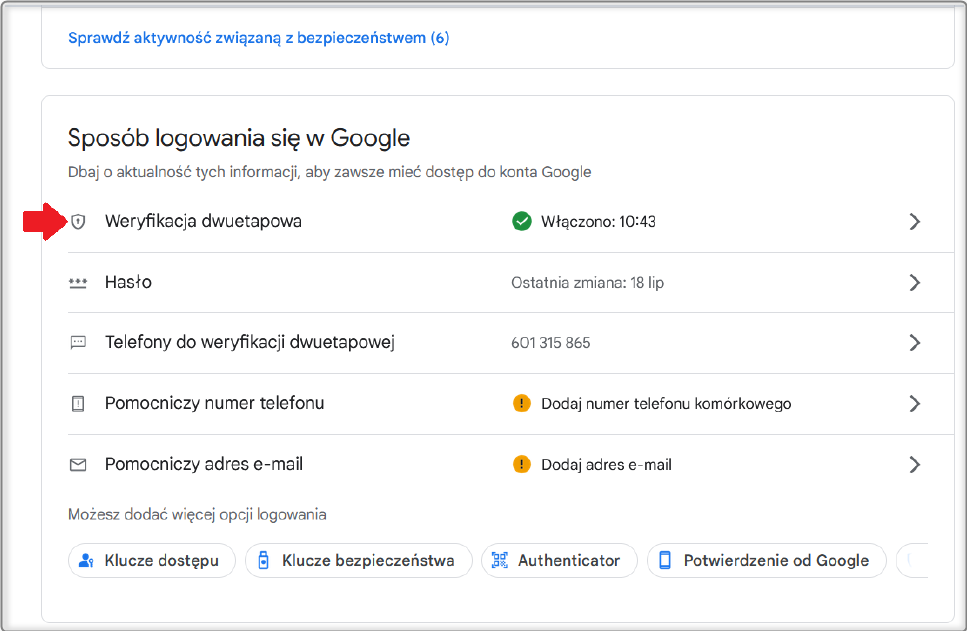 Sprawdź aktywność związaną z bezpieczeństwem (6)
Sposób logowania się w Google
Dbaj o aktualność tych informacji, aby zawsze mieć dostęp do konta Google
Weryfikacja dwuetapowa Włączono: 10:43
Hasło Ostatnia zmiana: 18 lip
Telefony do weryfikacji dwuetapowej 601 315 865
Pomocniczy numer telefonu Dodaj numer telefonu komórkowego
Pomocniczy adres e-mail Dodaj adres e-mail
Możesz dodać więcej opcji logowania
Klucze dostępu Klucze bezpieczeństwa Authenticator Potwierdzenie od Google